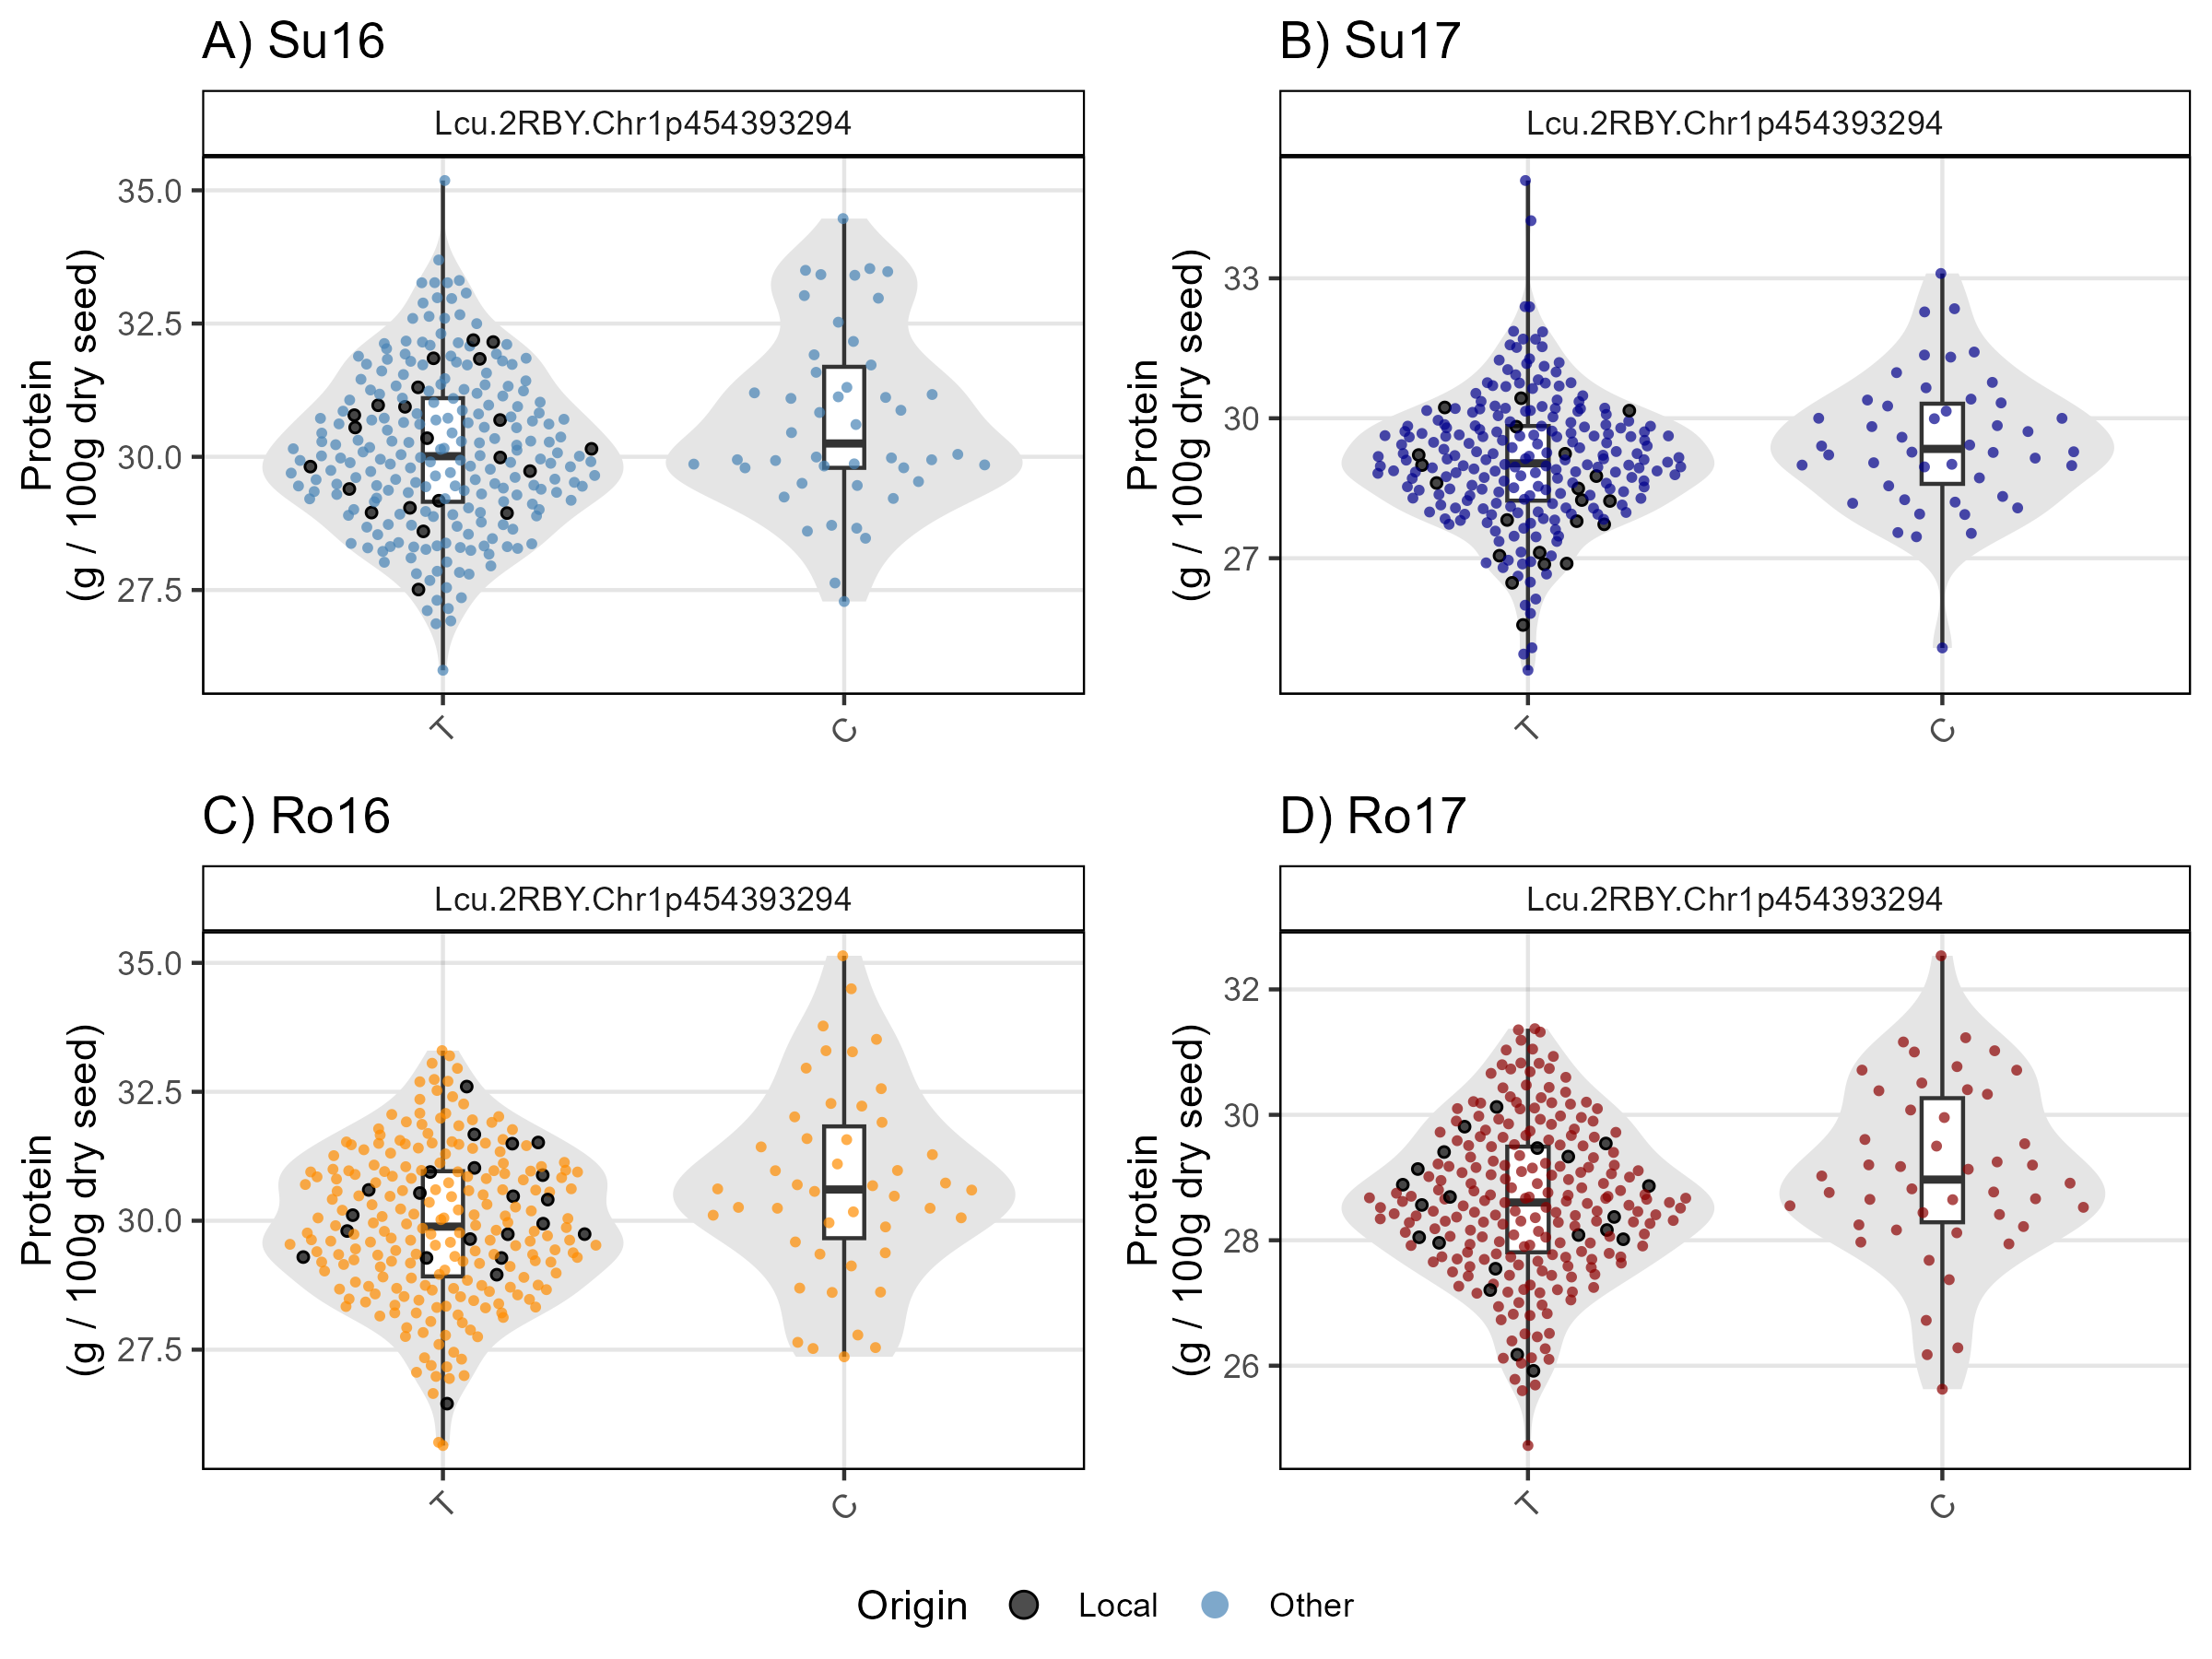 A) Su16
Lcu.2RBY.Chr1p454393294
Protein
(g / 100g dry seed)
35.0
32.5
30.0
27.5
T
C
B) Su17
Lcu.2RBY.Chr1p454393294
Protein
(g / 100g dry seed)
33
30
27
T
C
C) Ro16
Lcu.2RBY.Chr1p454393294
Protein
(g / 100g dry seed)
35.0
32.5
30.0
27.5
T
C
D) Ro17
Lcu.2RBY.Chr1p454393294
Protein
(g / 100g dry seed)
32
30
28
26
T
C
Origin Local Other